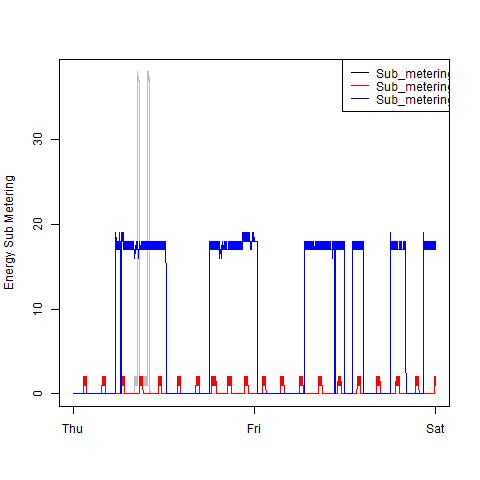 Sub_metering
Sub_metering
Sub_metering
Energy Sub Metering
30
20
10
0
Thu
Fri
Sat